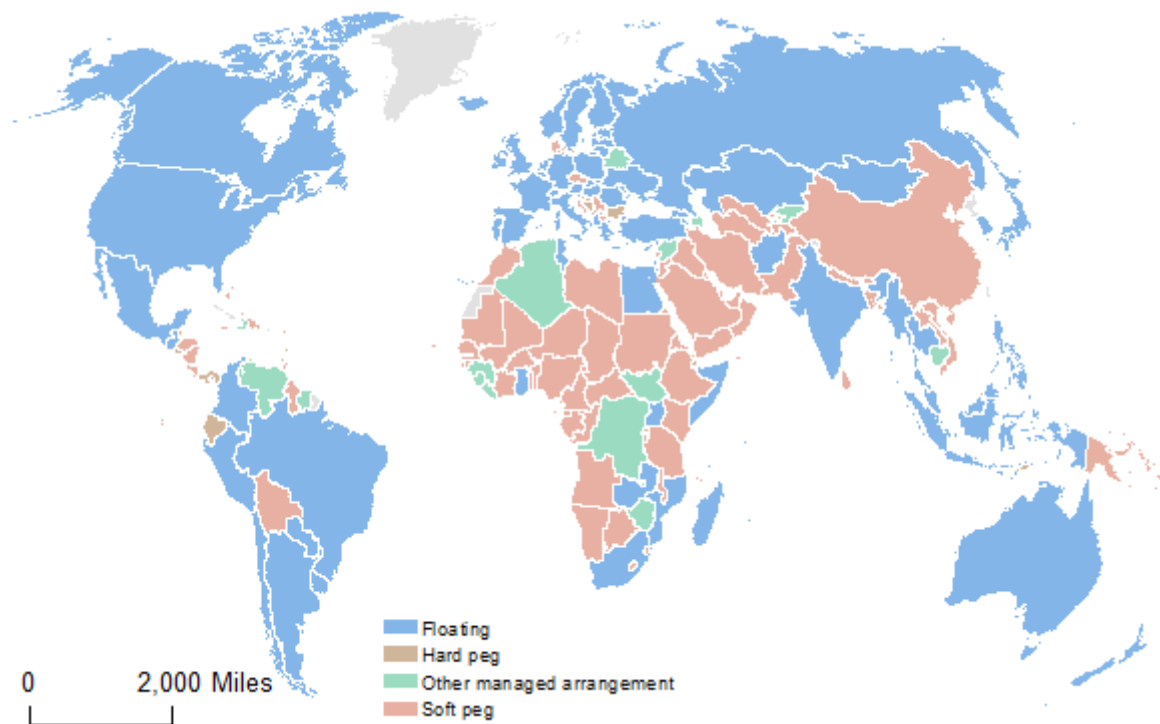 Floating
Hard peg
Other managed arrangement
Soft peg
0 2,000 Miles